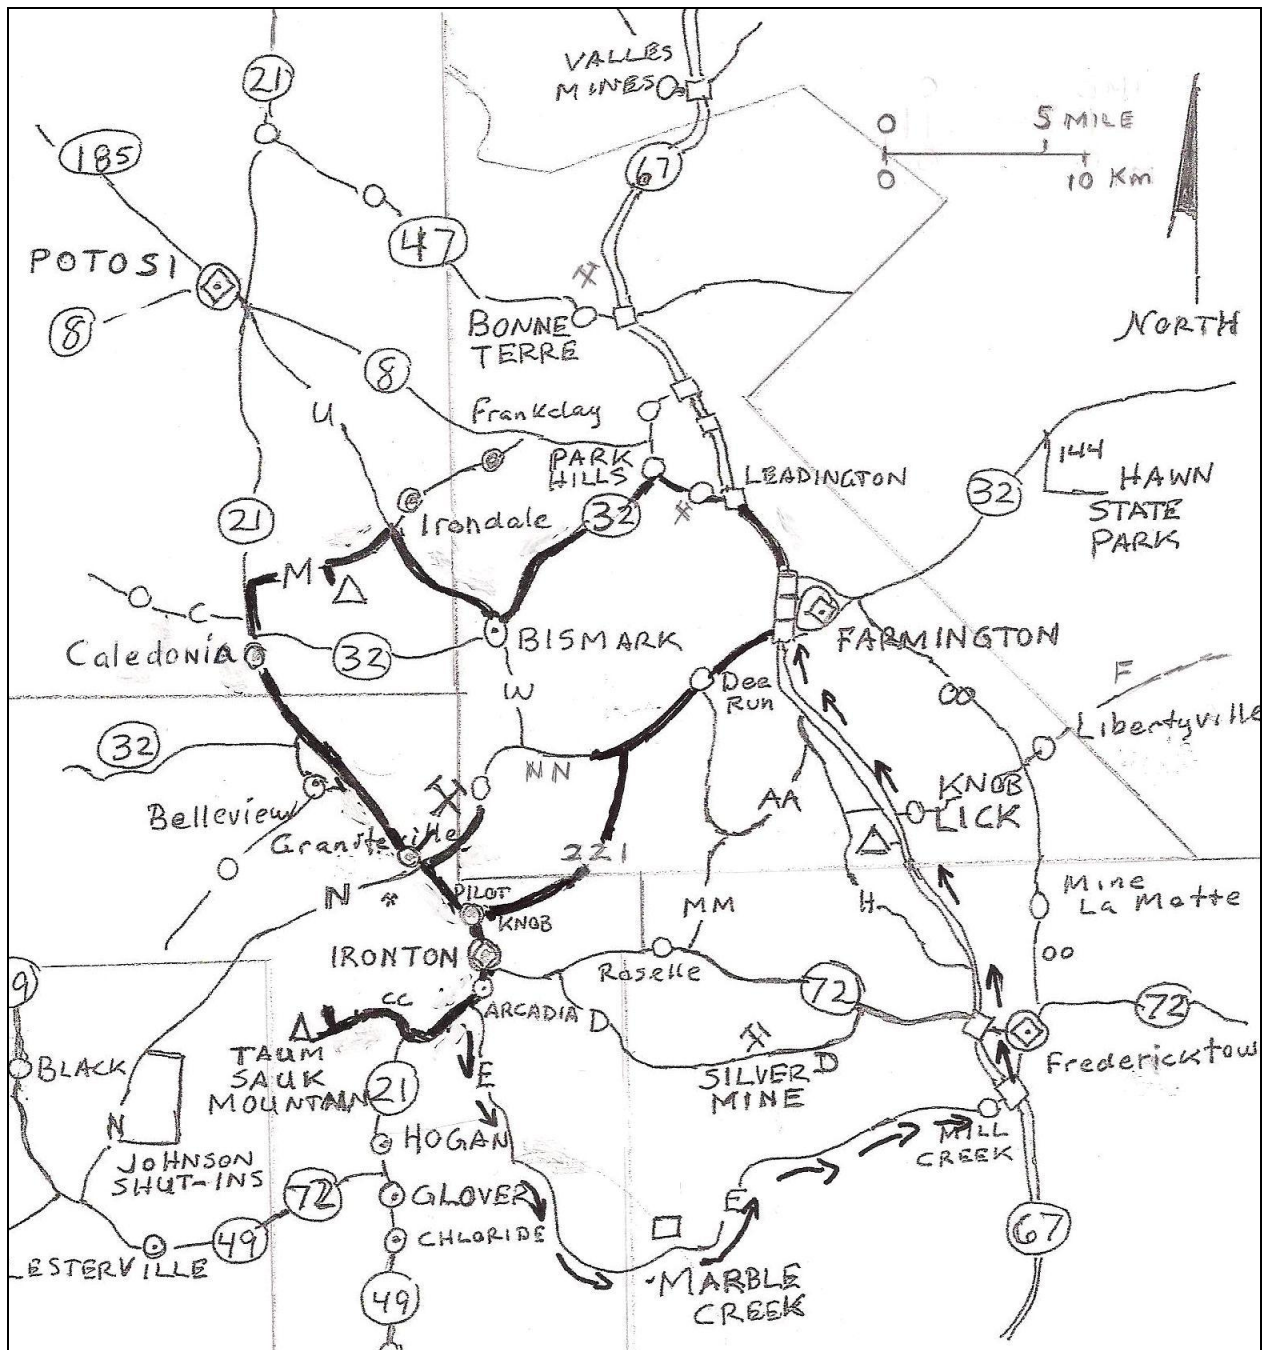 VALLES
MINES
21
185
67
0
5 MILE
0
10 Km
47
POTOSI
8
NORTH
BONNE
TERRE
8
U
Frankclay
PARK
HILLS
LEADINGTON
144
HAWN
STATE
PARK
32
32
21
Irondale
M
C
Caledonia
32
BISMARK
FARMINGTON
Dee
Run
W
F
Libertyville
32
NN
Belleview
AA
KNOB
LICK
Graniteville
221
N
PILOT
KNOB
MM
H
Mine
La Motte
IRONTON
Roselle
9
CC
ARCADIA
D
72
72
BLACK
TAUM
SAUK
MOUNTAIN
21
E
SILVER
MINE
D
Fredericktow
N
HOGAN
MILL
CREEK
JOHNSON
SHUT-INS
72
GLOVER
E
49
CHLORIDE
67
LESTERVILLE
49
MARBLE
CREEK